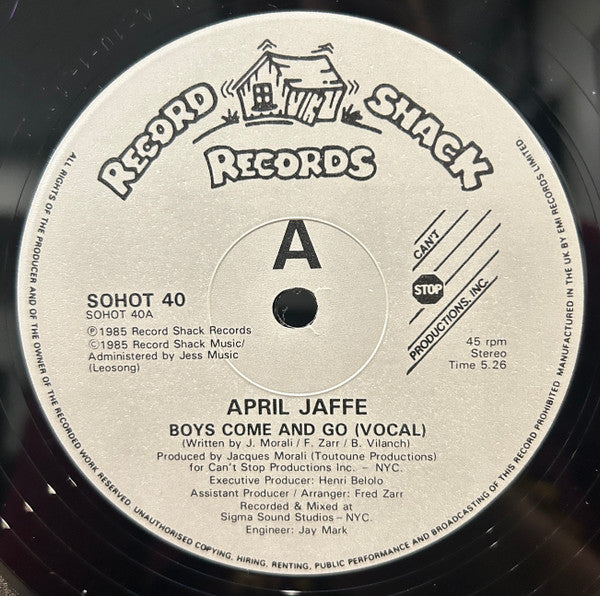 RECORD SHACK
RECORDS
A
CAN'T
STOP
PRODUCTIONS, INC.
SOHOT 40
SOHOT 40A
℗1985 Record Shack Records
©1985 Record Shack Music/
Administered by Jess Music
(Leosong)
45 rpm
Stereo
Time 5.26
APRIL JAFFE
BOYS COME AND GO (VOCAL)
(Written by J. Morali / F. Zarr / B. Vilanch)
Produced by Jacques Morali (Toutoune Productions)
for Can't Stop Productions Inc. – NYC.
Executive Producer: Henri Belolo
Assistant Producer / Arranger: Fred Zarr
Recorded & Mixed at
Sigma Sound Studios – NYC.
Engineer: Jay Mark
ALL RIGHTS OF THE PRODUCER AND OF THE OWNER OF THE RECORDED WORK RESERVED. UNAUTHORISED COPYING, HIRING, RENTING, PUBLIC PERFORMANCE AND BROADCASTING OF THIS RECORD PROHIBITED. MANUFACTURED IN THE UK BY EMI RECORDS LIMITED